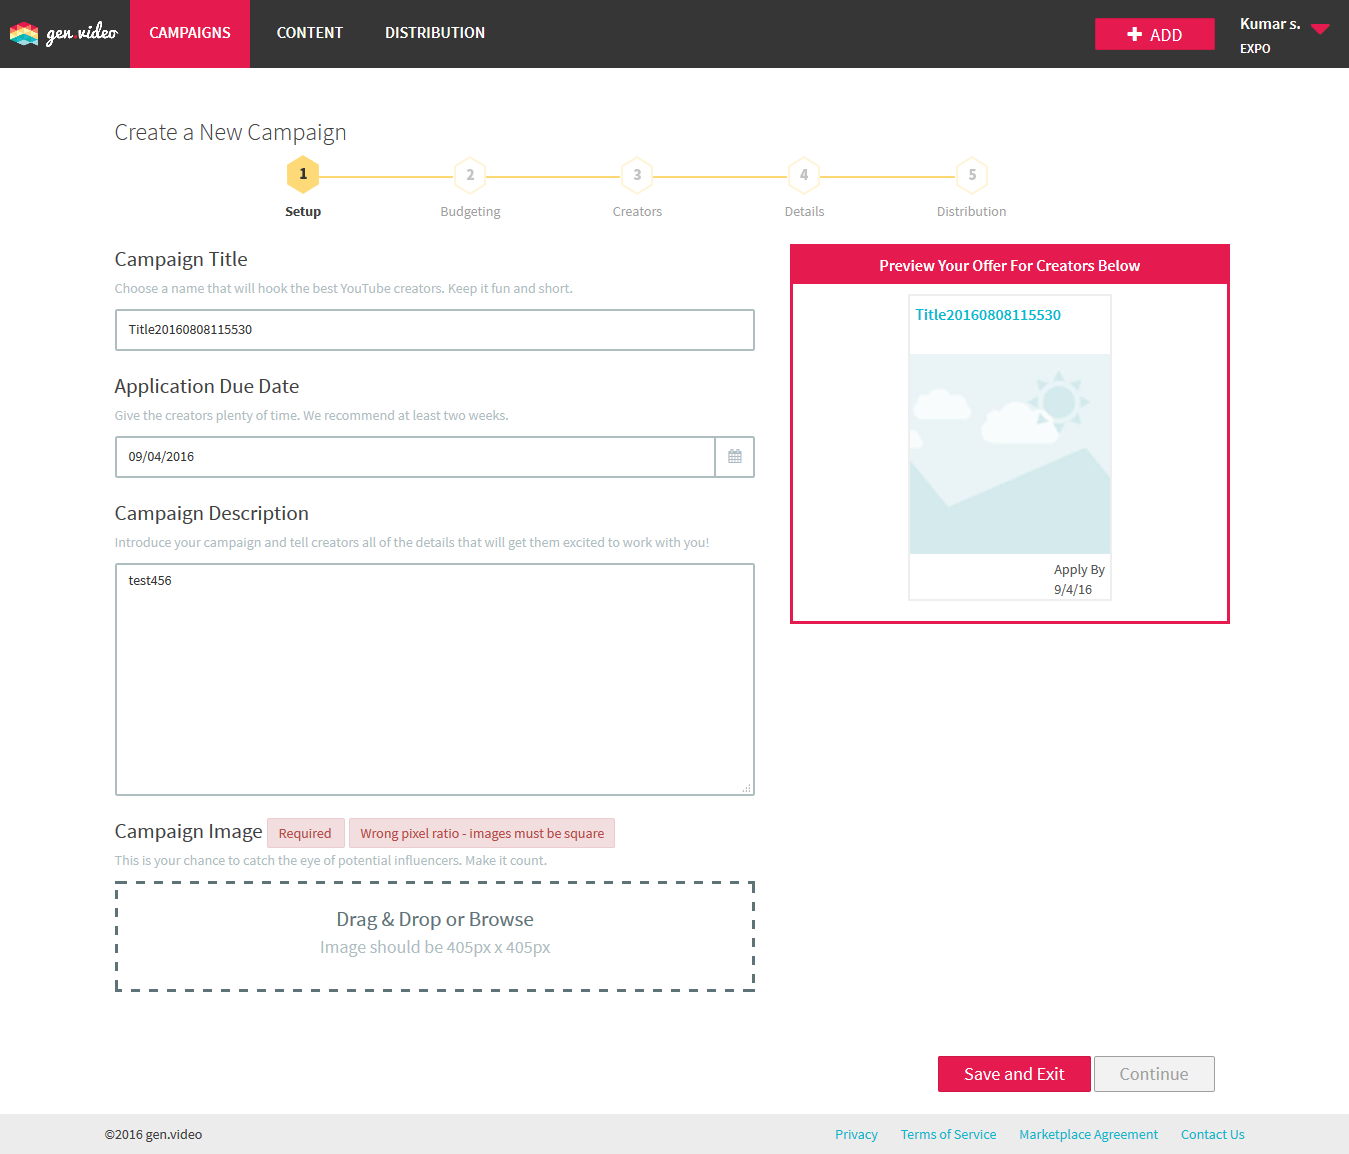 gen.video
CAMPAIGNS
CONTENT
DISTRIBUTION
ADD
Kumar s.
EXPO
Create a New Campaign
1
2
3
4
5
Setup
Budgeting
Creators
Details
Distribution
Campaign Title
Choose a name that will hook the best YouTube creators. Keep it fun and short.
Title20160808115530
Application Due Date
Give the creators plenty of time. We recommend at least two weeks.
09/04/2016
Campaign Description
Introduce your campaign and tell creators all of the details that will get them excited to work with you!
test456
Campaign Image Required Wrong pixel ratio - images must be square
This is your chance to catch the eye of potential influencers. Make it count.
Drag & Drop or Browse
Image should be 405px x 405px
Preview Your Offer For Creators Below
Title20160808115530
Apply By
9/4/16
Save and Exit
Continue
©2016 gen.video
Privacy
Terms of Service
Marketplace Agreement
Contact Us